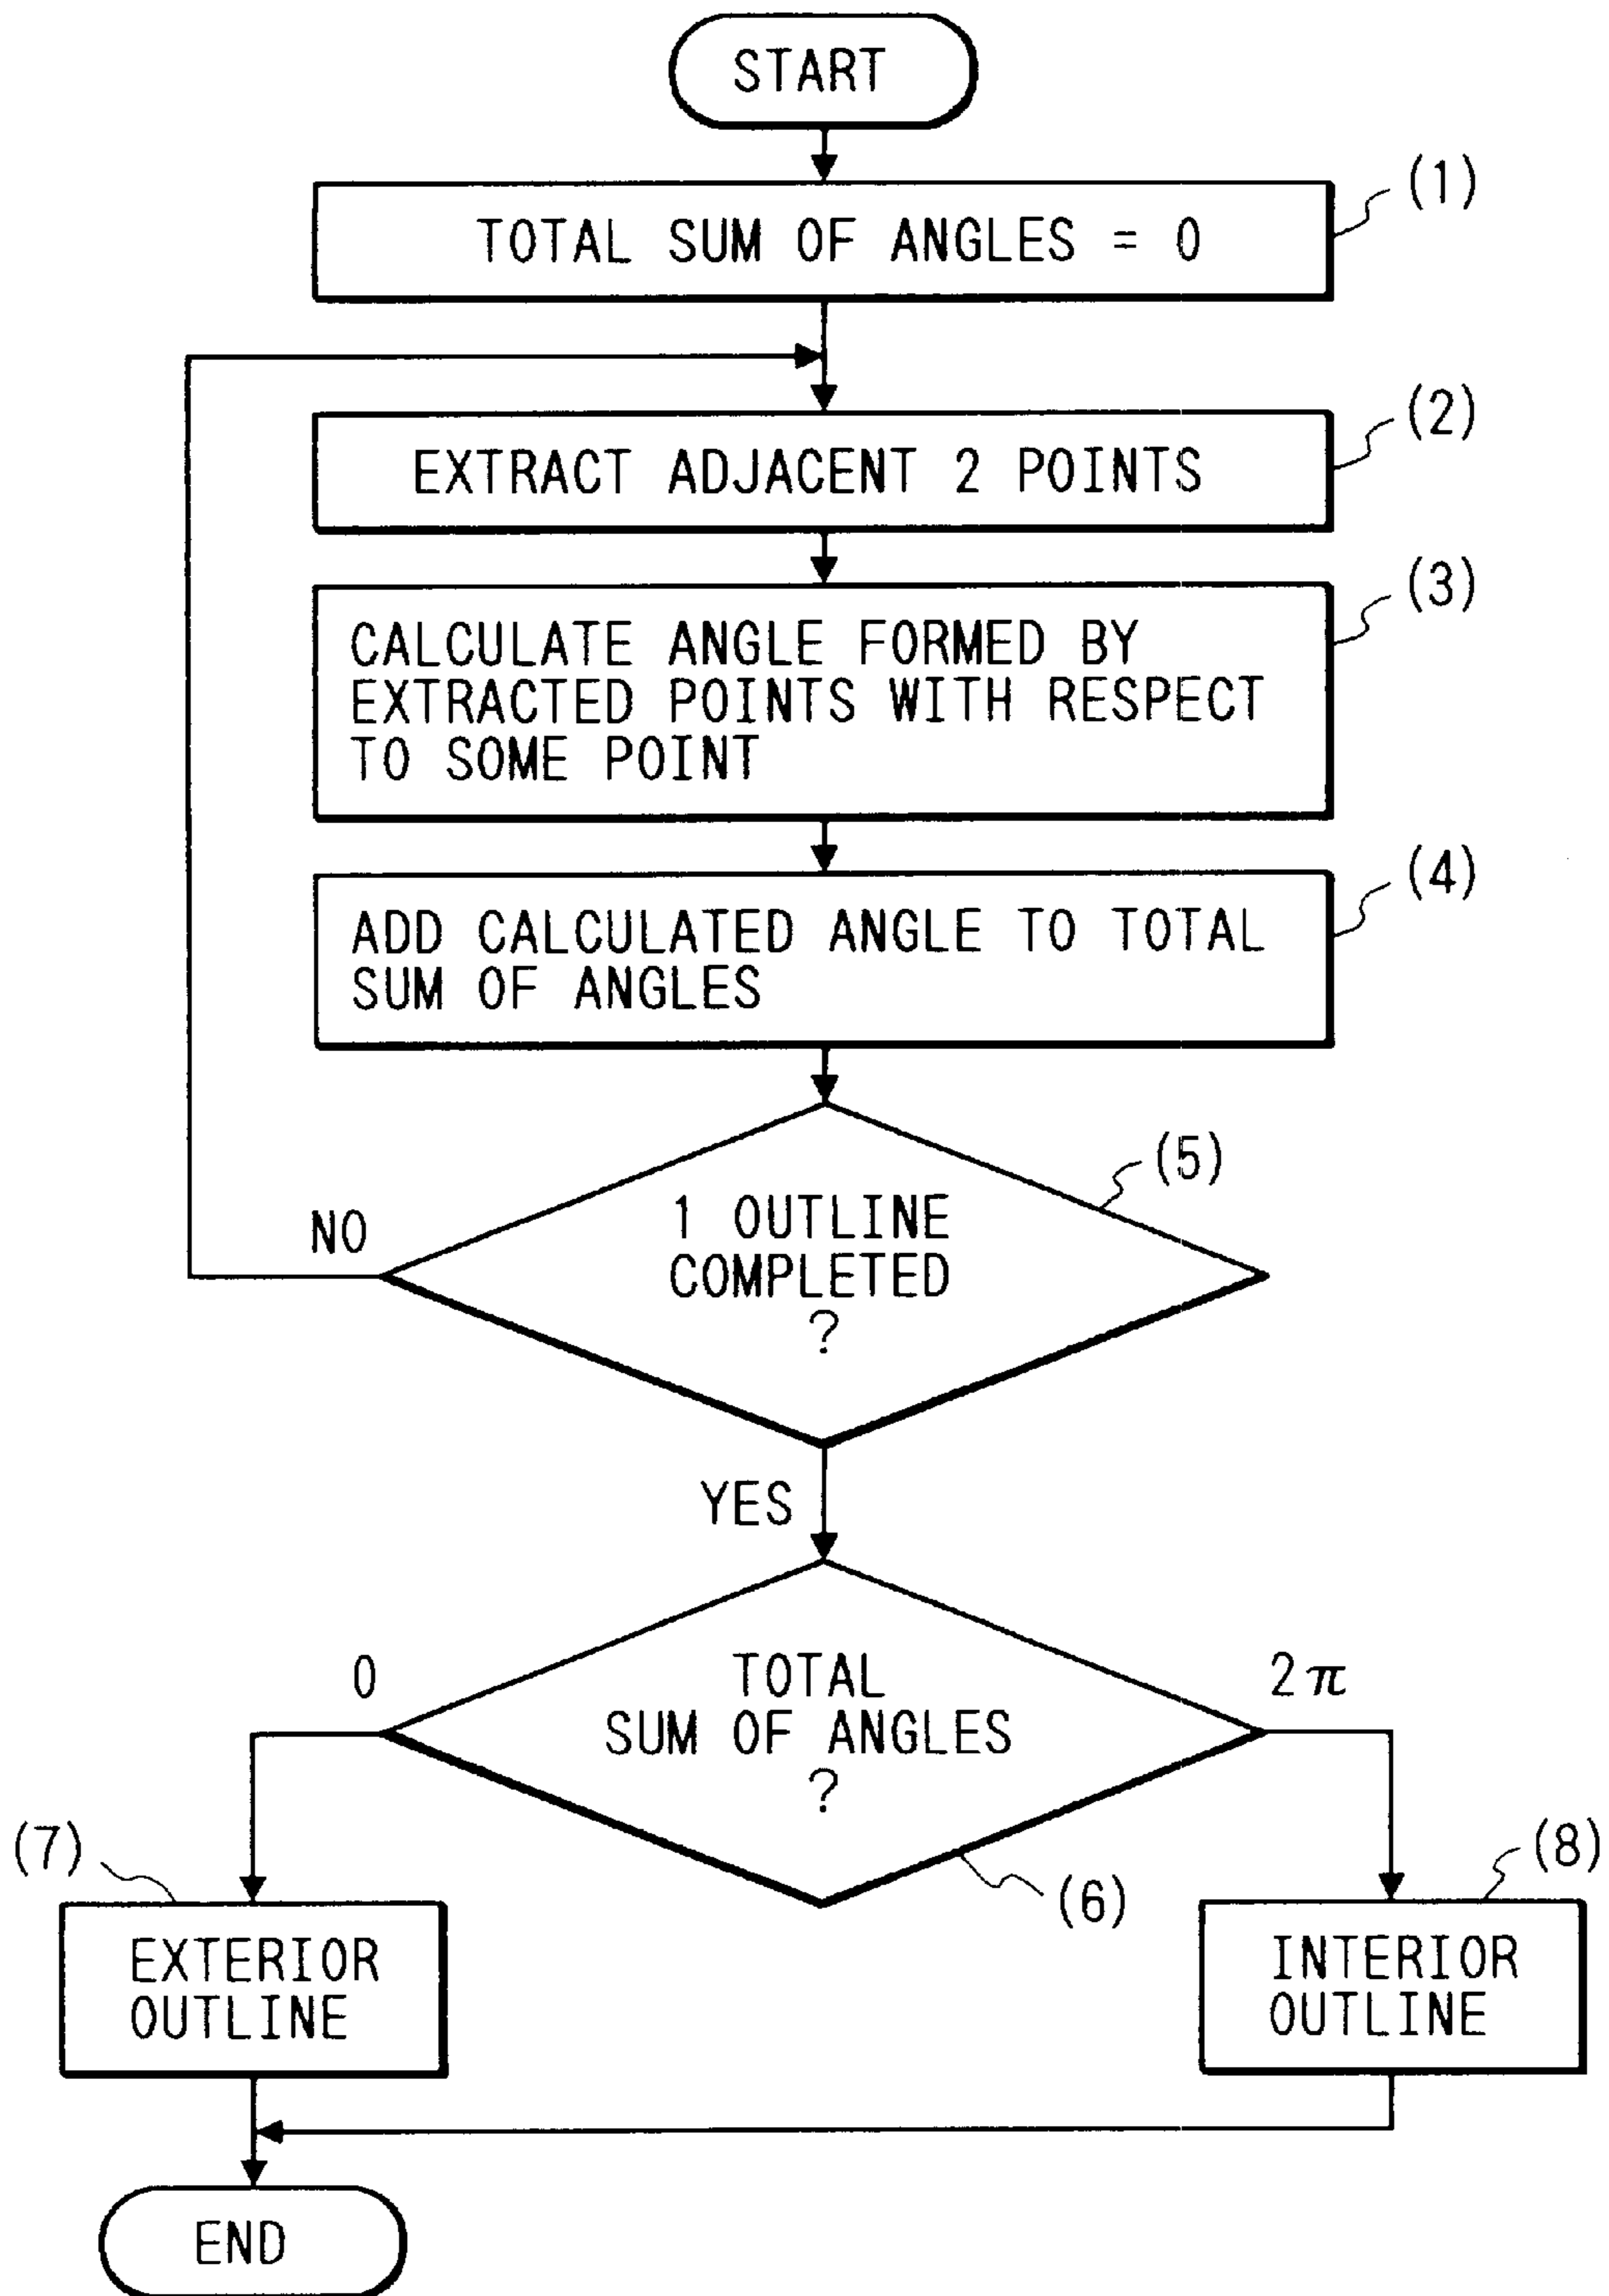 START
(1)
TOTAL SUM OF ANGLES = 0
(2)
EXTRACT ADJACENT 2 POINTS
(3)
CALCULATE ANGLE FORMED BY
EXTRACTED POINTS WITH RESPECT
TO SOME POINT
(4)
ADD CALCULATED ANGLE TO TOTAL
SUM OF ANGLES
(5)
1 OUTLINE
COMPLETED
?
NO
YES
0
TOTAL
SUM OF ANGLES
?
2π
(6)
(7)
EXTERIOR
OUTLINE
(8)
INTERIOR
OUTLINE
END